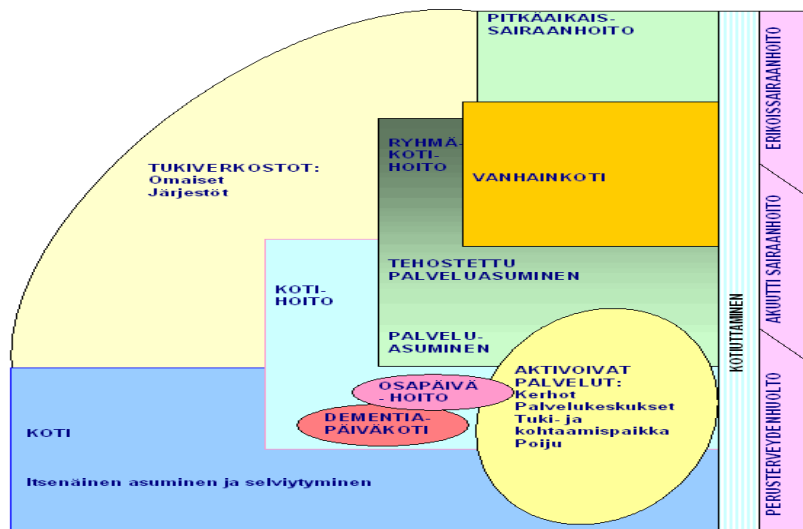 PITKÄAIKAIS-
SAIRAANHOITO
TUKIVERKOSTOT:
Omaiset
Järjestöt
RYHMÄ-
KOTI-
HOITO
VANHAINKOTI
KOTI-
HOITO
TEHOSTETTU
PALVELUASUMINEN
PALVELU-
ASUMINEN
AKTIVOIVAT
PALVELUT:
Kerhot
Palvelukeskukset
Tuki- ja
kohtaamispaikka
Poiju
OSAPÄIVÄ
-HOITO
DEMENTIA-
PÄIVÄKOTI
KOTI
Itsenäinen asuminen ja selviytyminen
KOTIUTTAMINEN
ERIKOISSAIRAANHOITO
AKUUTTI SAIRAANHOITO
PERUSTERVEYDENHUOLTO